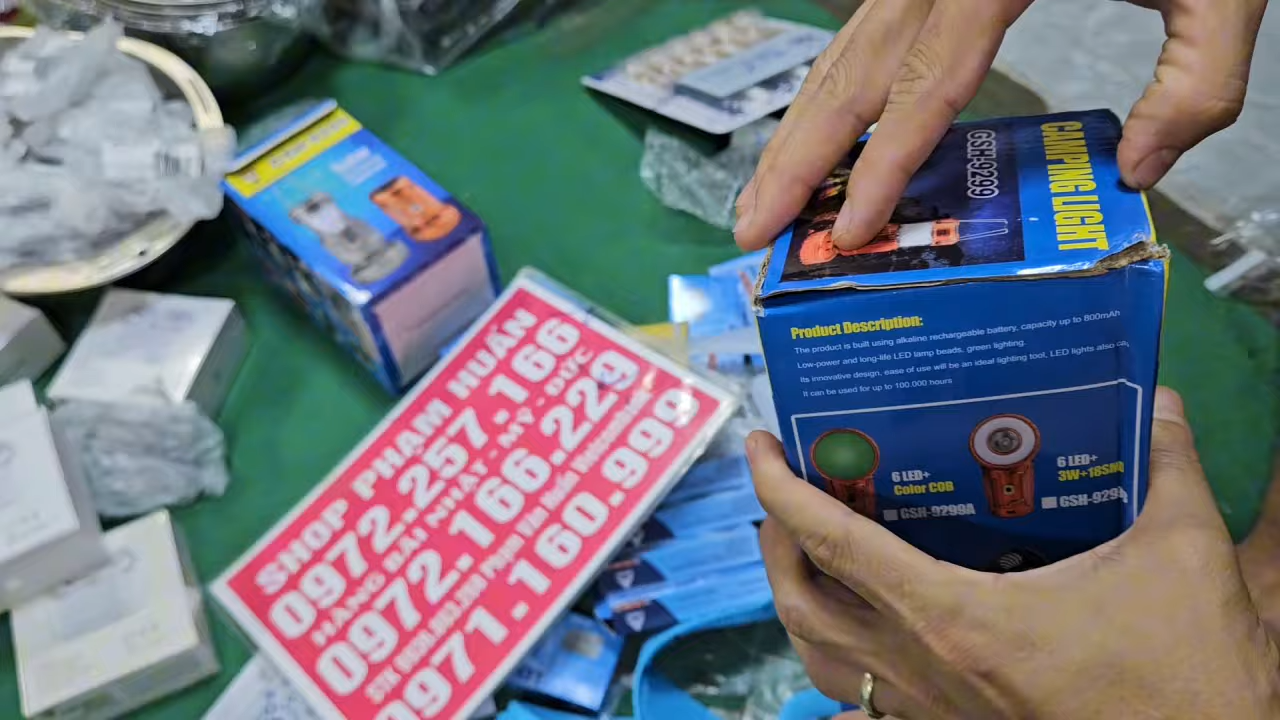 SHOP PHẠM HUẤN
0972.257.166
HÀNG BÃI NHẬT - MỸ - ĐỨC
0972.166.229
0971.160.999
CAMPING LIGHT
GSH-9299
Product Description:
The product is built using alkaline rechargeable battery, capacity up to 800mAh
Low-power and long-life LED lamp beads, green lighting.
Its innovative design, ease of use will be an ideal lighting tool, LED lights also
It can be used for up to 100.000 hours
6 LED+
Color COB
GSH-9299A
6 LED+
3W+18SMD